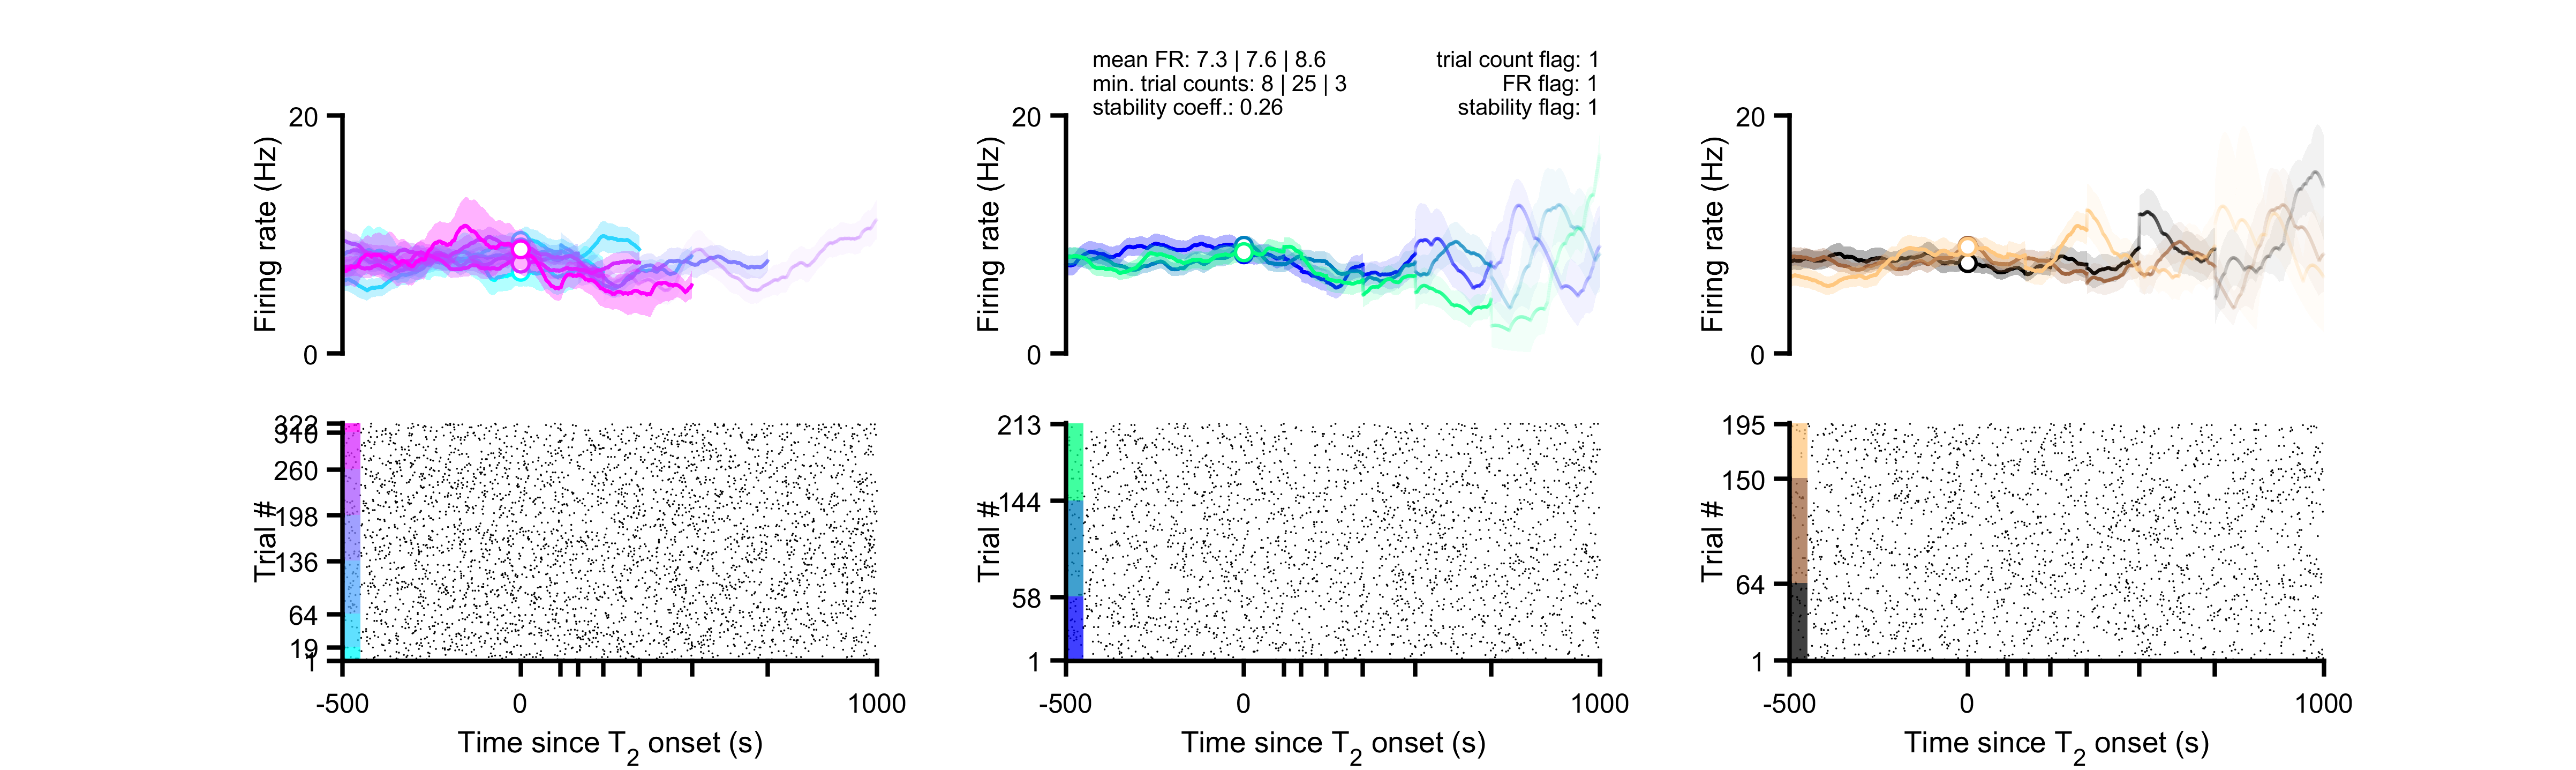 mean FR: 7.3 | 7.6 | 8.6
min. trial counts: 8 | 25 | 3
stability coeff.: 0.26
trial count flag: 1
FR flag: 1
stability flag: 1
20
0
Firing rate (Hz)
20
0
Firing rate (Hz)
20
0
Firing rate (Hz)
322
260
198
136
64
19
1
Trial #
-500
0
1000
Time since T2 onset (s)
213
144
58
1
Trial #
-500
0
1000
Time since T2 onset (s)
195
150
64
1
Trial #
-500
0
1000
Time since T2 onset (s)